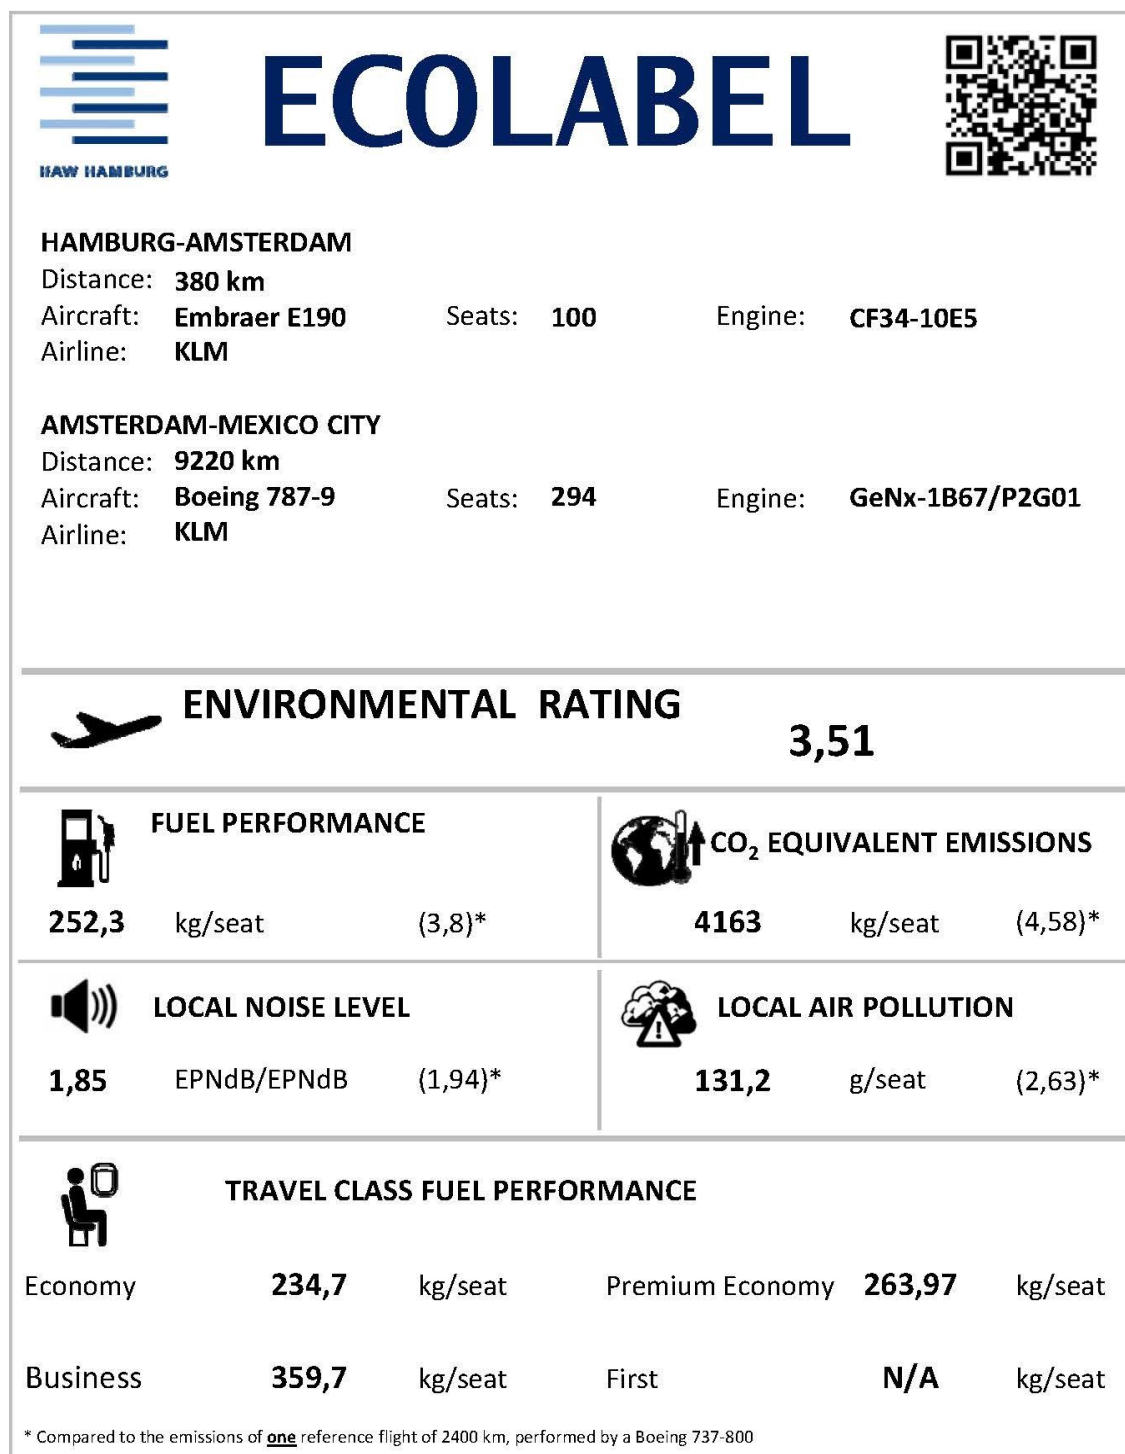 ECOLABEL
HAW HAMBURG
HAMBURG-AMSTERDAM
Distance: 380 km
Aircraft: Embraer E190 Seats: 100 Engine: CF34-10E5
Airline: KLM
AMSTERDAM-MEXICO CITY
Distance: 9220 km
Aircraft: Boeing 787-9 Seats: 294 Engine: GeNx-1B67/P2G01
Airline: KLM
ENVIRONMENTAL RATING
3,51
FUEL PERFORMANCE
252,3 kg/seat (3,8)*
CO₂ EQUIVALENT EMISSIONS
4163 kg/seat (4,58)*
LOCAL NOISE LEVEL
1,85 EPNdB/EPNdB (1,94)*
LOCAL AIR POLLUTION
131,2 g/seat (2,63)*
TRAVEL CLASS FUEL PERFORMANCE
Economy 234,7 kg/seat Premium Economy 263,97 kg/seat
Business 359,7 kg/seat First N/A kg/seat
* Compared to the emissions of one reference flight of 2400 km, performed by a Boeing 737-800